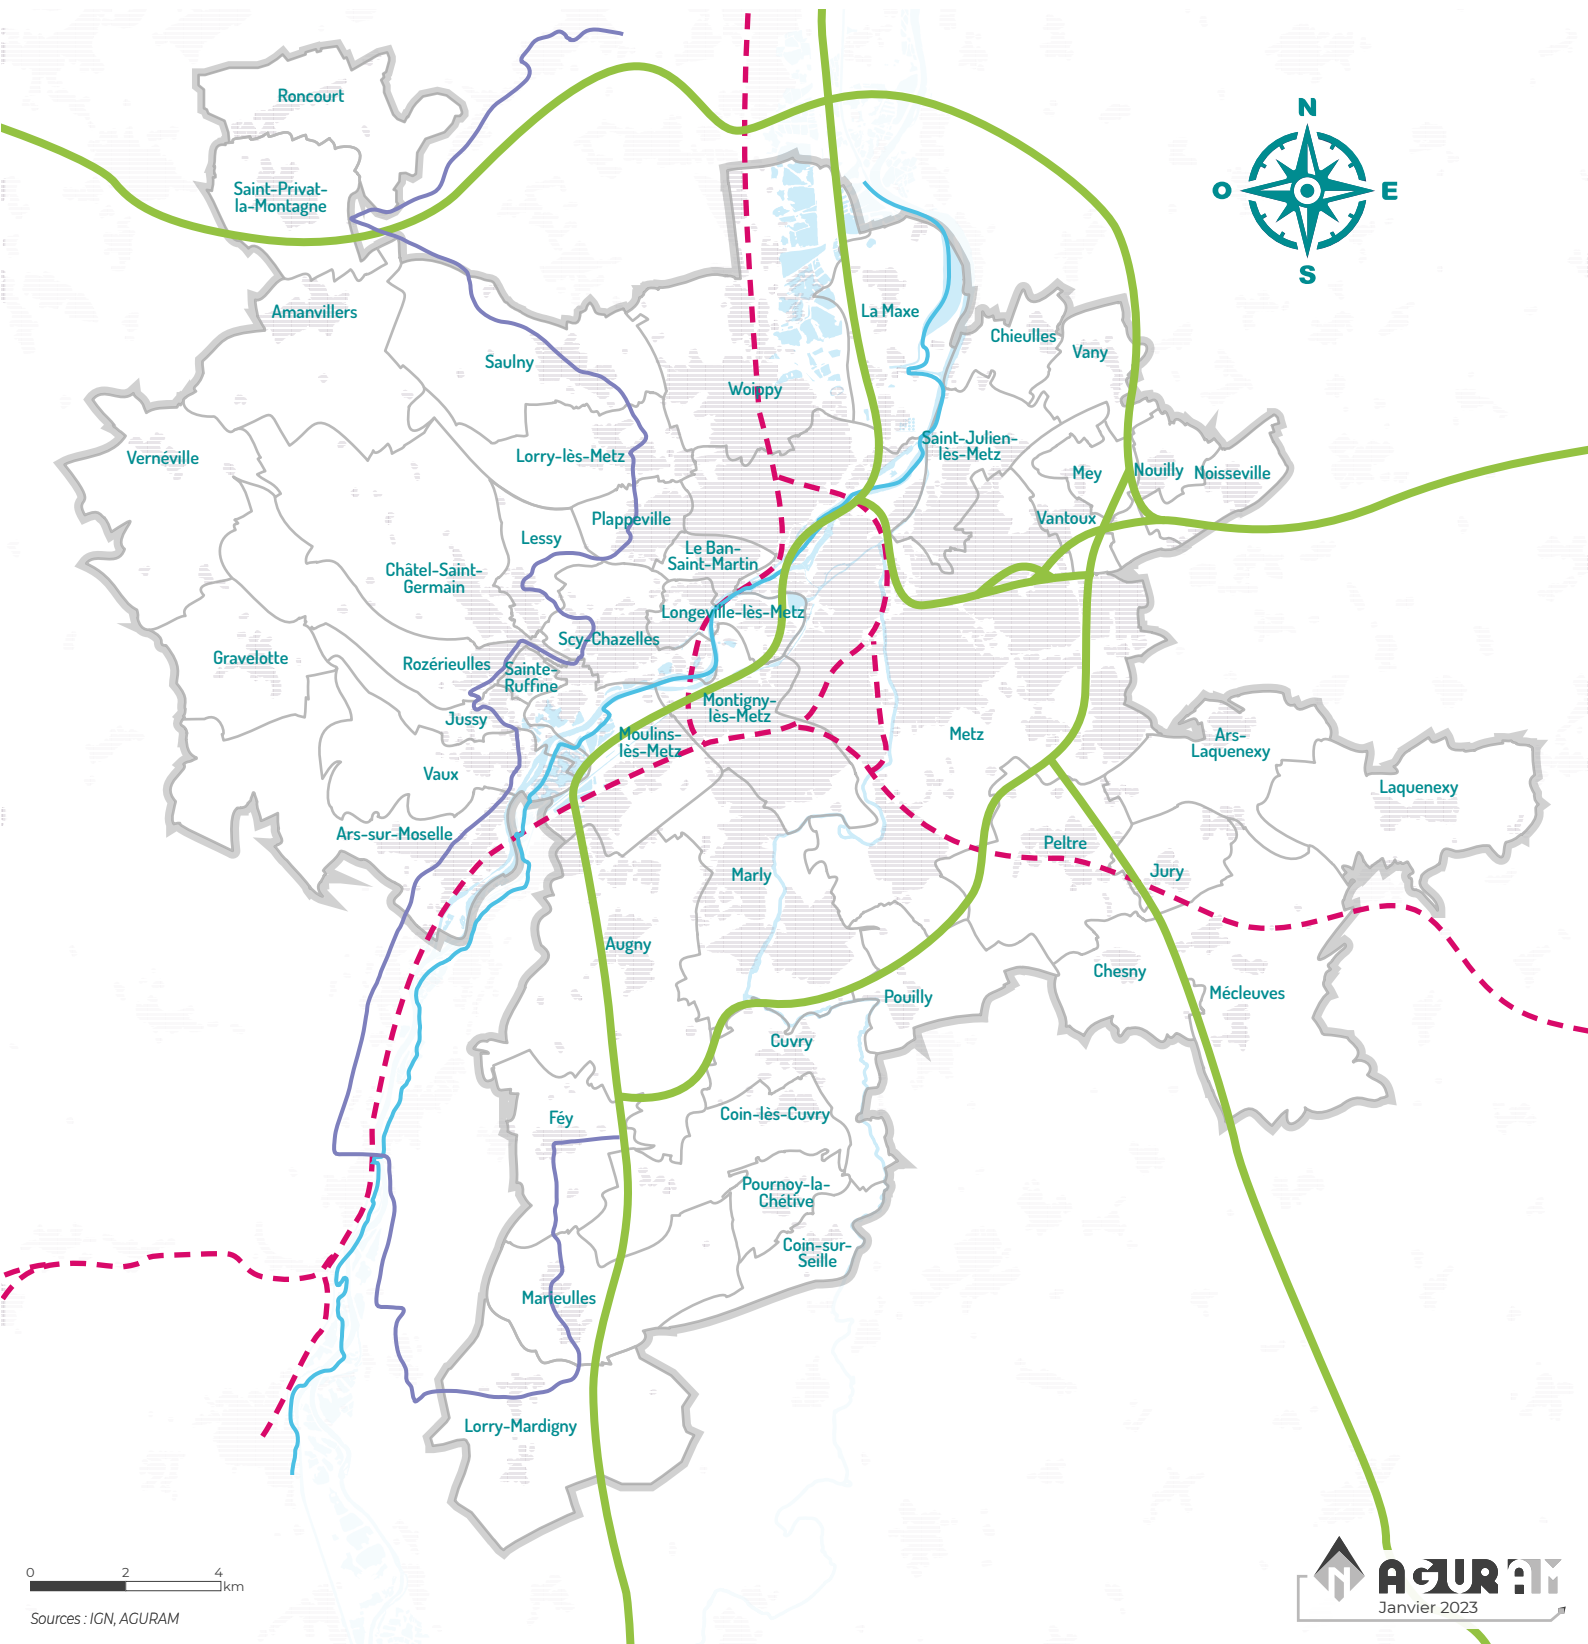 N
O
E
S
Roncourt
Saint-Privat-
la-Montagne
Amanvillers
La Maxe
Chieulles
Vany
Saulny
Woippy
Saint-Julien-
lès-Metz
Lorry-lès-Metz
Vernéville
Mey
Nouilly
Noisseville
Plappeville
Vantoux
Lessy
Le Ban-
Saint-Martin
Châtel-Saint-
Germain
Longeville-lès-Metz
Scy-Chazelles
Gravelotte
Rozérieulles
Sainte-
Ruffine
Montigny-
lès-Metz
Jussy
Moulins-
lès-Metz
Metz
Ars-
Laquenexy
Vaux
Laquenexy
Ars-sur-Moselle
Peltre
Marly
Jury
Augny
Chesny
Pouilly
Mécleuves
Cuvry
Féy
Coin-lès-Cuvry
Pournoy-la-
Chétive
Coin-sur-
Seille
Marieulles
Lorry-Mardigny
0 2 4
km
Sources : IGN, AGURAM
N
AGURAM
Janvier 2023